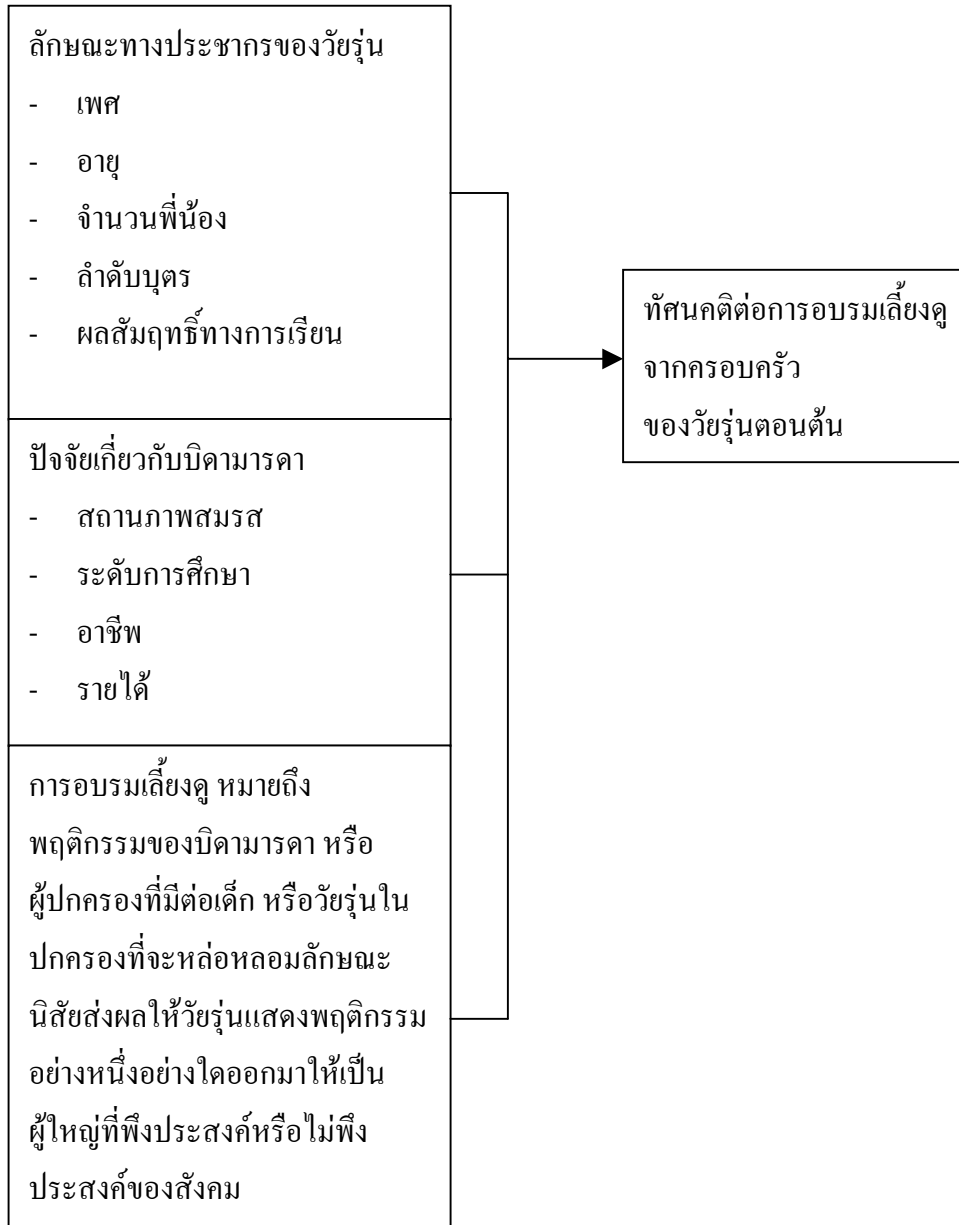 ลักษณะทางประชากรของวัยรุ่น
- เพศ
- อายุ
- จำนวนพี่น้อง
- ลำดับบุตร
- ผลสัมฤทธิ์ทางการเรียน
ปัจจัยเกี่ยวกับบิดามารดา
- สถานภาพสมรส
- ระดับการศึกษา
- อาชีพ
- รายได้
การอบรมเลี้ยงดู หมายถึง
พฤติกรรมของบิดามารดา หรือ
ผู้ปกครองที่มีต่อเด็ก หรือวัยรุ่นใน
ปกครองที่จะหล่อหลอมลักษณะ
นิสัยส่งผลให้วัยรุ่นแสดงพฤติกรรม
อย่างหนึ่งอย่างใดออกมาให้เป็น
ผู้ใหญ่ที่พึงประสงค์หรือไม่พึง
ประสงค์ของสังคม
ทัศนคติต่อการอบรมเลี้ยงดู
จากครอบครัว
ของวัยรุ่นตอนต้น